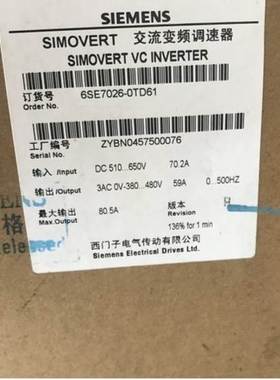 SIEMENS
SIMOVERT 交流变频调速器
SIMOVERT VC INVERTER
订货号 6SE7026-0TD61
Order No.
工厂编号 ZYBN0457500076
Serial No.
输入 /Input DC 510...650V 70.2A
输出 /Output 3AC 0V-380...480V 59A 0...500HZ
最大输出 80.5A 版本 H
Max.Output Revision
136% for 1 min
西门子电气传动有限公司
Siemens Electrical Drives Ltd.
ENS
格
Released